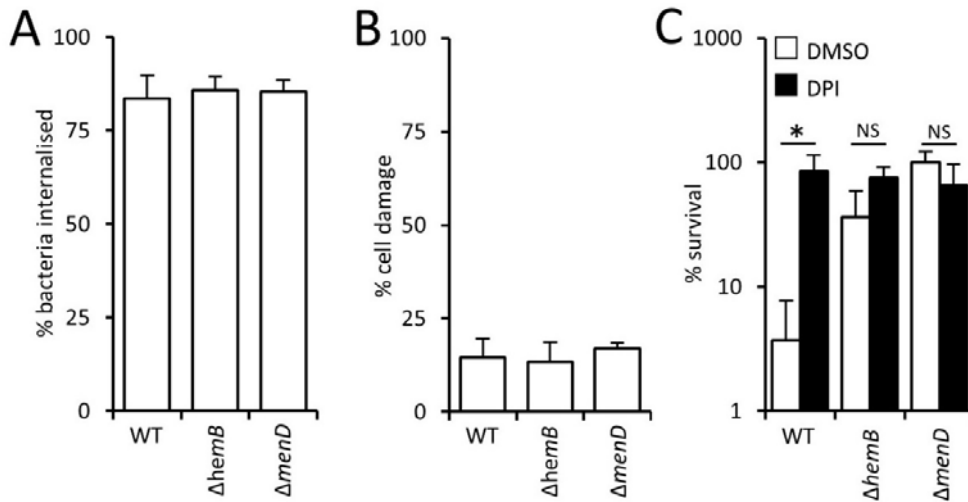 A
% bacteria internalised
100
75
50
25
0
WT
ΔhemB
ΔmenD
B
% cell damage
100
75
50
25
0
WT
ΔhemB
ΔmenD
C
% survival
1000
100
10
1
DMSO
DPI
*
NS
NS
WT
ΔhemB
ΔmenD